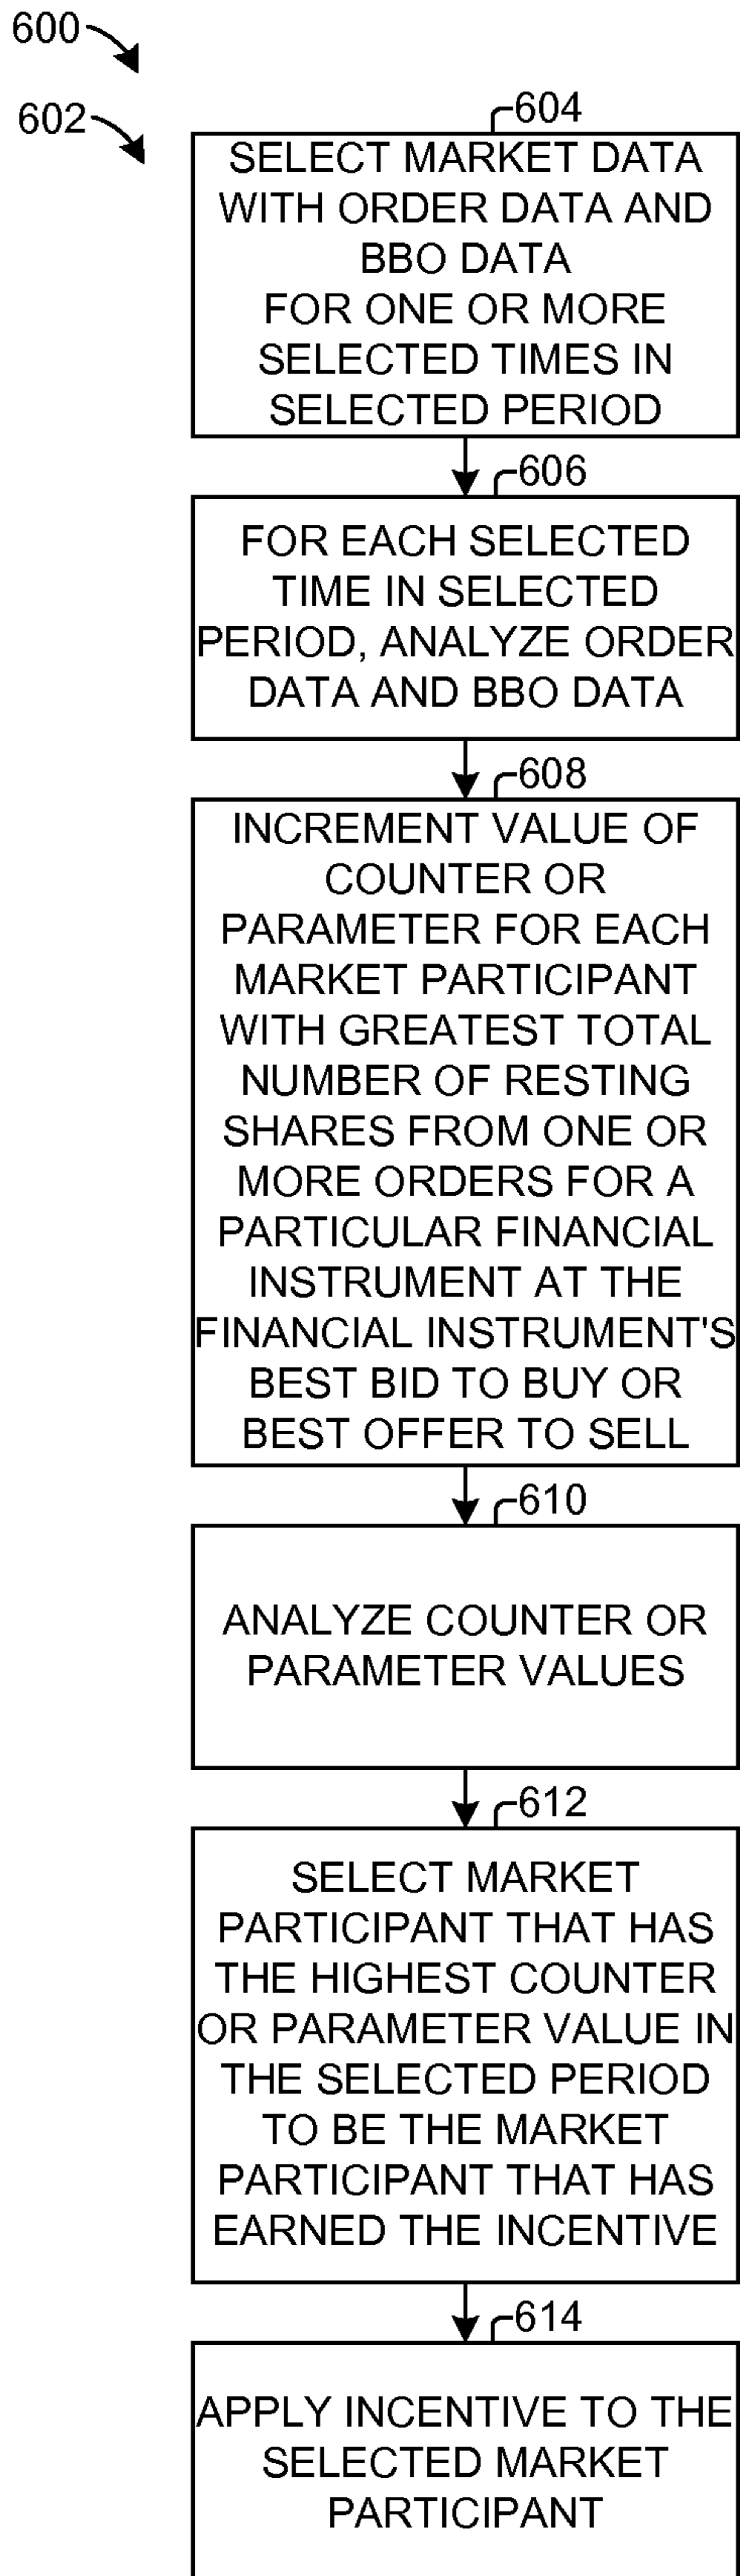 600
602
604
SELECT MARKET DATA
WITH ORDER DATA AND
BBO DATA
FOR ONE OR MORE
SELECTED TIMES IN
SELECTED PERIOD
606
FOR EACH SELECTED
TIME IN SELECTED
PERIOD, ANALYZE ORDER
DATA AND BBO DATA
608
INCREMENT VALUE OF
COUNTER OR
PARAMETER FOR EACH
MARKET PARTICIPANT
WITH GREATEST TOTAL
NUMBER OF RESTING
SHARES FROM ONE OR
MORE ORDERS FOR A
PARTICULAR FINANCIAL
INSTRUMENT AT THE
FINANCIAL INSTRUMENT'S
BEST BID TO BUY OR
BEST OFFER TO SELL
610
ANALYZE COUNTER OR
PARAMETER VALUES
612
SELECT MARKET
PARTICIPANT THAT HAS
THE HIGHEST COUNTER
OR PARAMETER VALUE IN
THE SELECTED PERIOD
TO BE THE MARKET
PARTICIPANT THAT HAS
EARNED THE INCENTIVE
614
APPLY INCENTIVE TO THE
SELECTED MARKET
PARTICIPANT